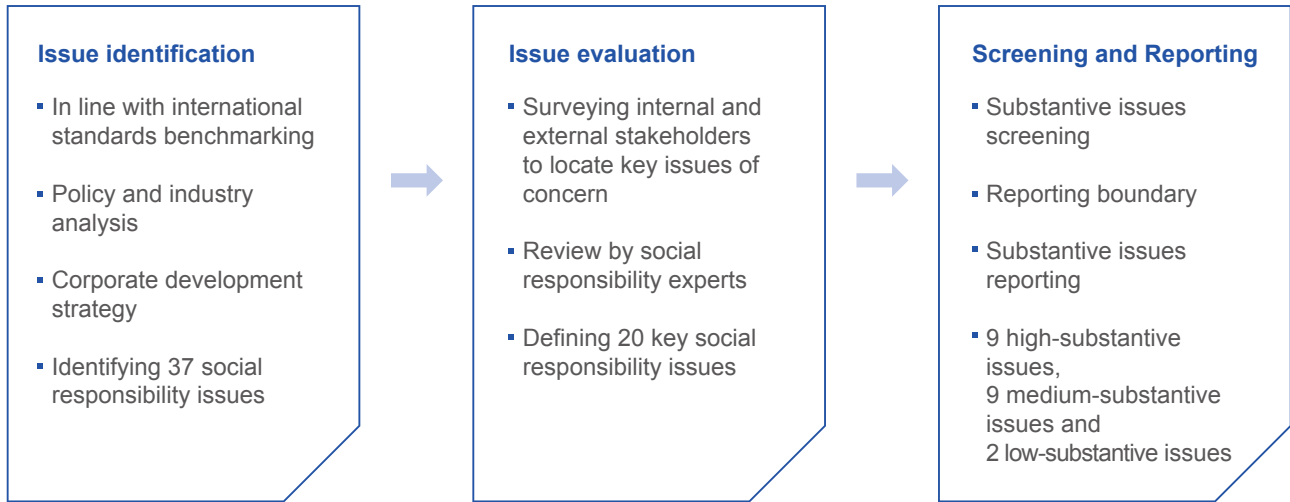 Issue identification
▪ In line with international
standards benchmarking
▪ Policy and industry
analysis
▪ Corporate development
strategy
▪ Identifying 37 social
responsibility issues
Issue evaluation
▪ Surveying internal and
external stakeholders
to locate key issues of
concern
▪ Review by social
responsibility experts
▪ Defining 20 key social
responsibility issues
Screening and Reporting
▪ Substantive issues
screening
▪ Reporting boundary
▪ Substantive issues
reporting
▪ 9 high-substantive
issues,
9 medium-substantive
issues and
2 low-substantive issues